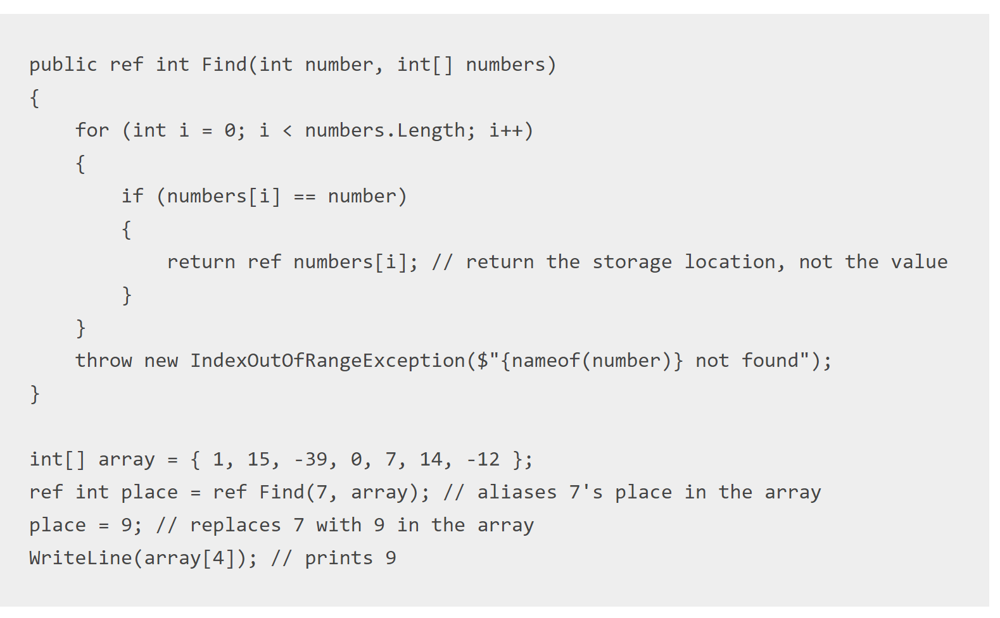 public ref int Find(int number, int[] numbers)
{
    for (int i = 0; i < numbers.Length; i++)
    {
        if (numbers[i] == number)
        {
            return ref numbers[i]; // return the storage location, not the value
        }
    }
    throw new IndexOutOfRangeException($"{nameof(number)} not found");
}

int[] array = { 1, 15, -39, 0, 7, 14, -12 };
ref int place = ref Find(7, array); // aliases 7's place in the array
place = 9; // replaces 7 with 9 in the array
WriteLine(array[4]); // prints 9